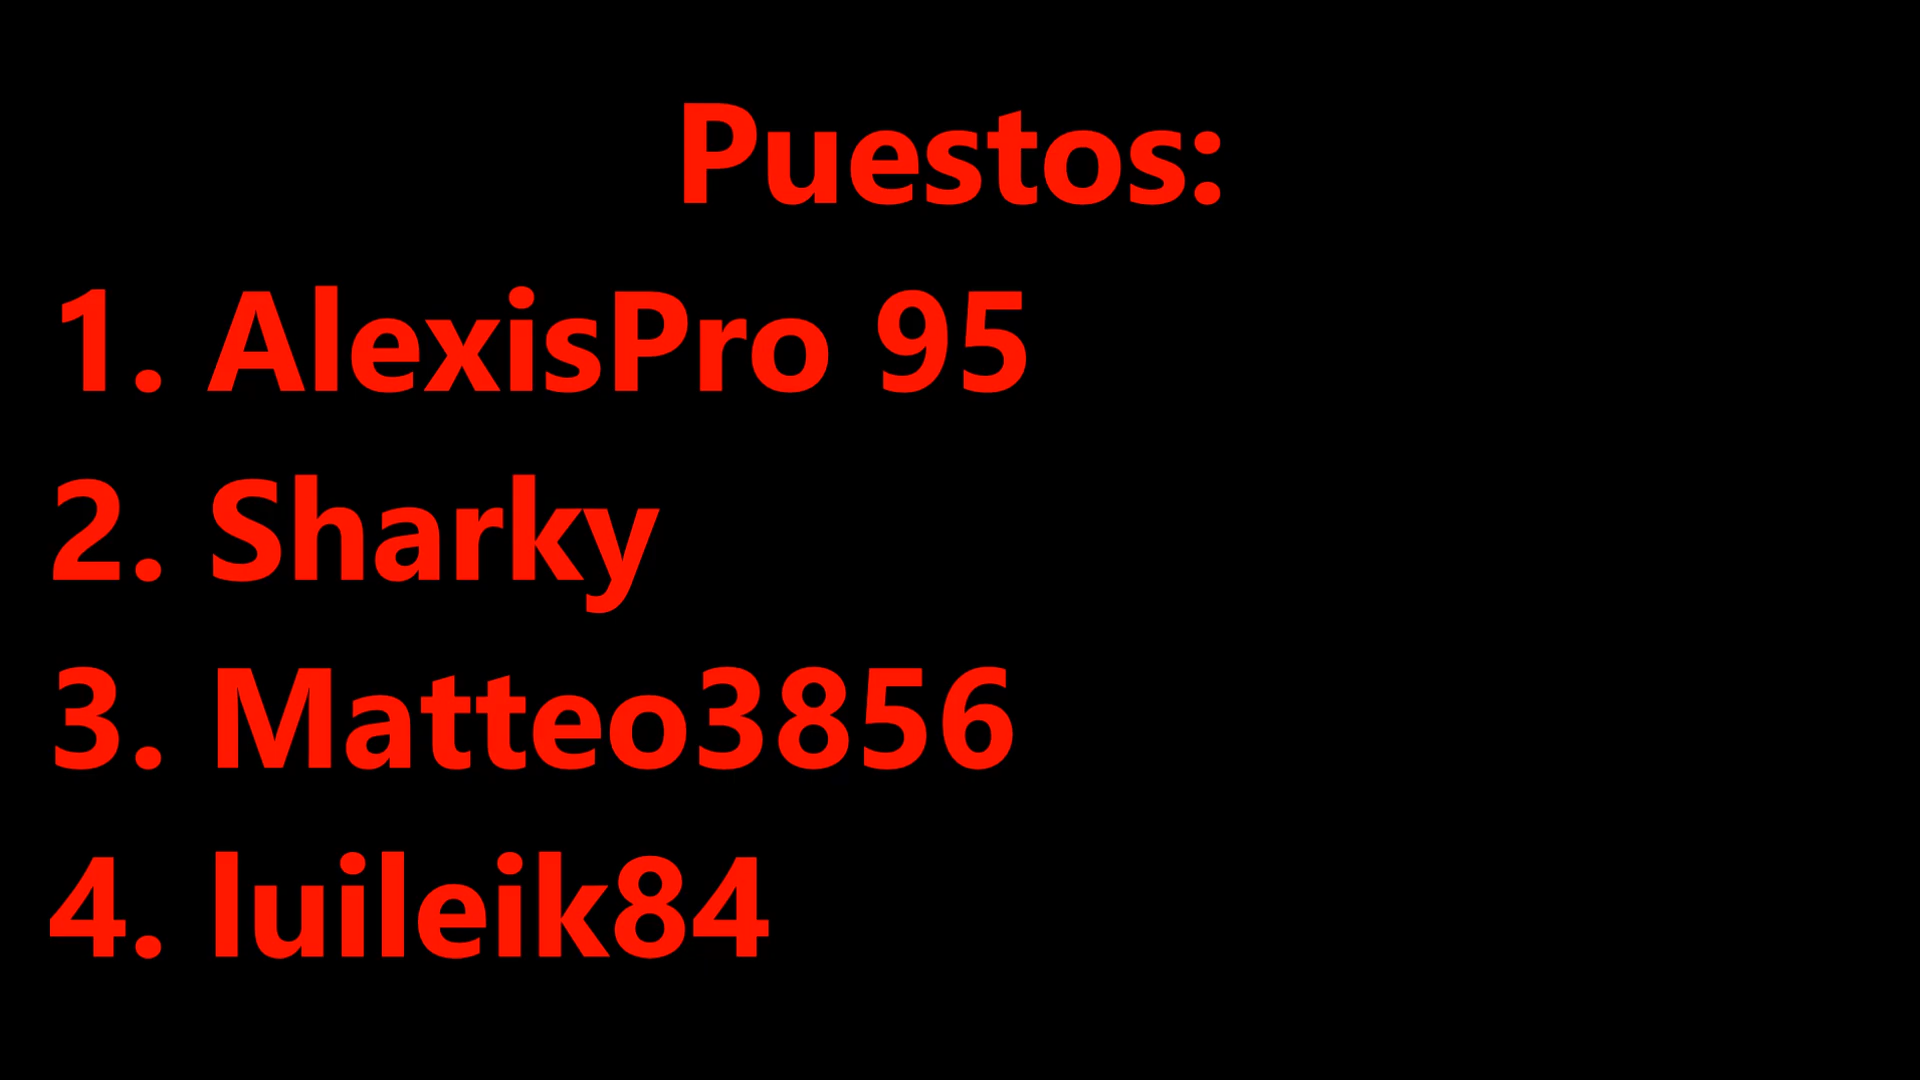 Puestos:
1. AlexisPro 95
2. Sharky
3. Matteo3856
4. luileik84